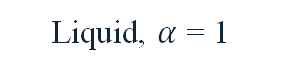 Liquid, α = 1